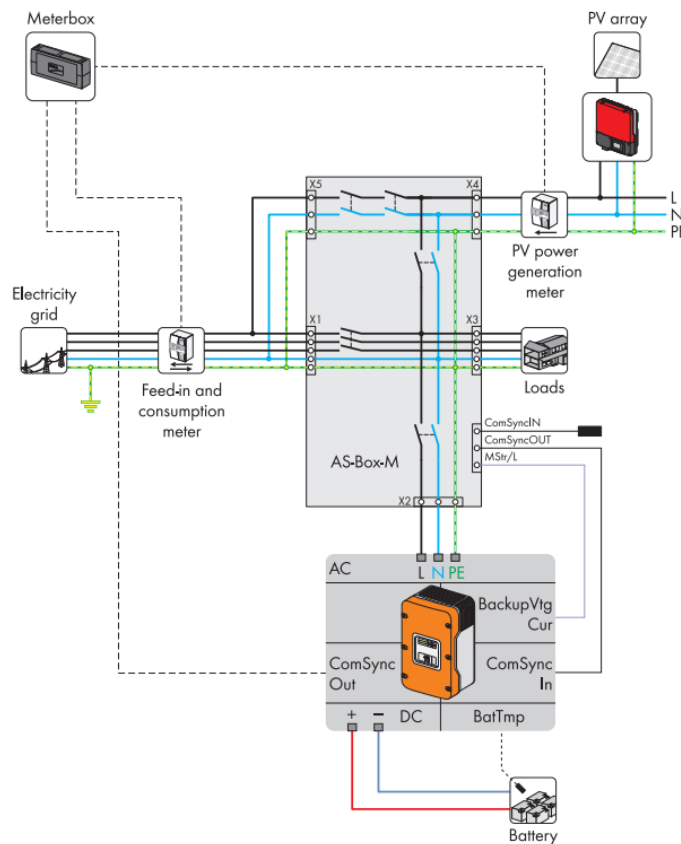 Meterbox
PV array
X5
X4
L
N
PE
PV power
generation
meter
Electricity
grid
X1
X3
Feed-in and
consumption
meter
Loads
ComSyncIN
ComSyncOUT
MStr/L
AS-Box-M
X2
AC
L N PE
BackupVtg
Cur
ComSync
Out
ComSync
In
+ − DC
BatTmp
Battery